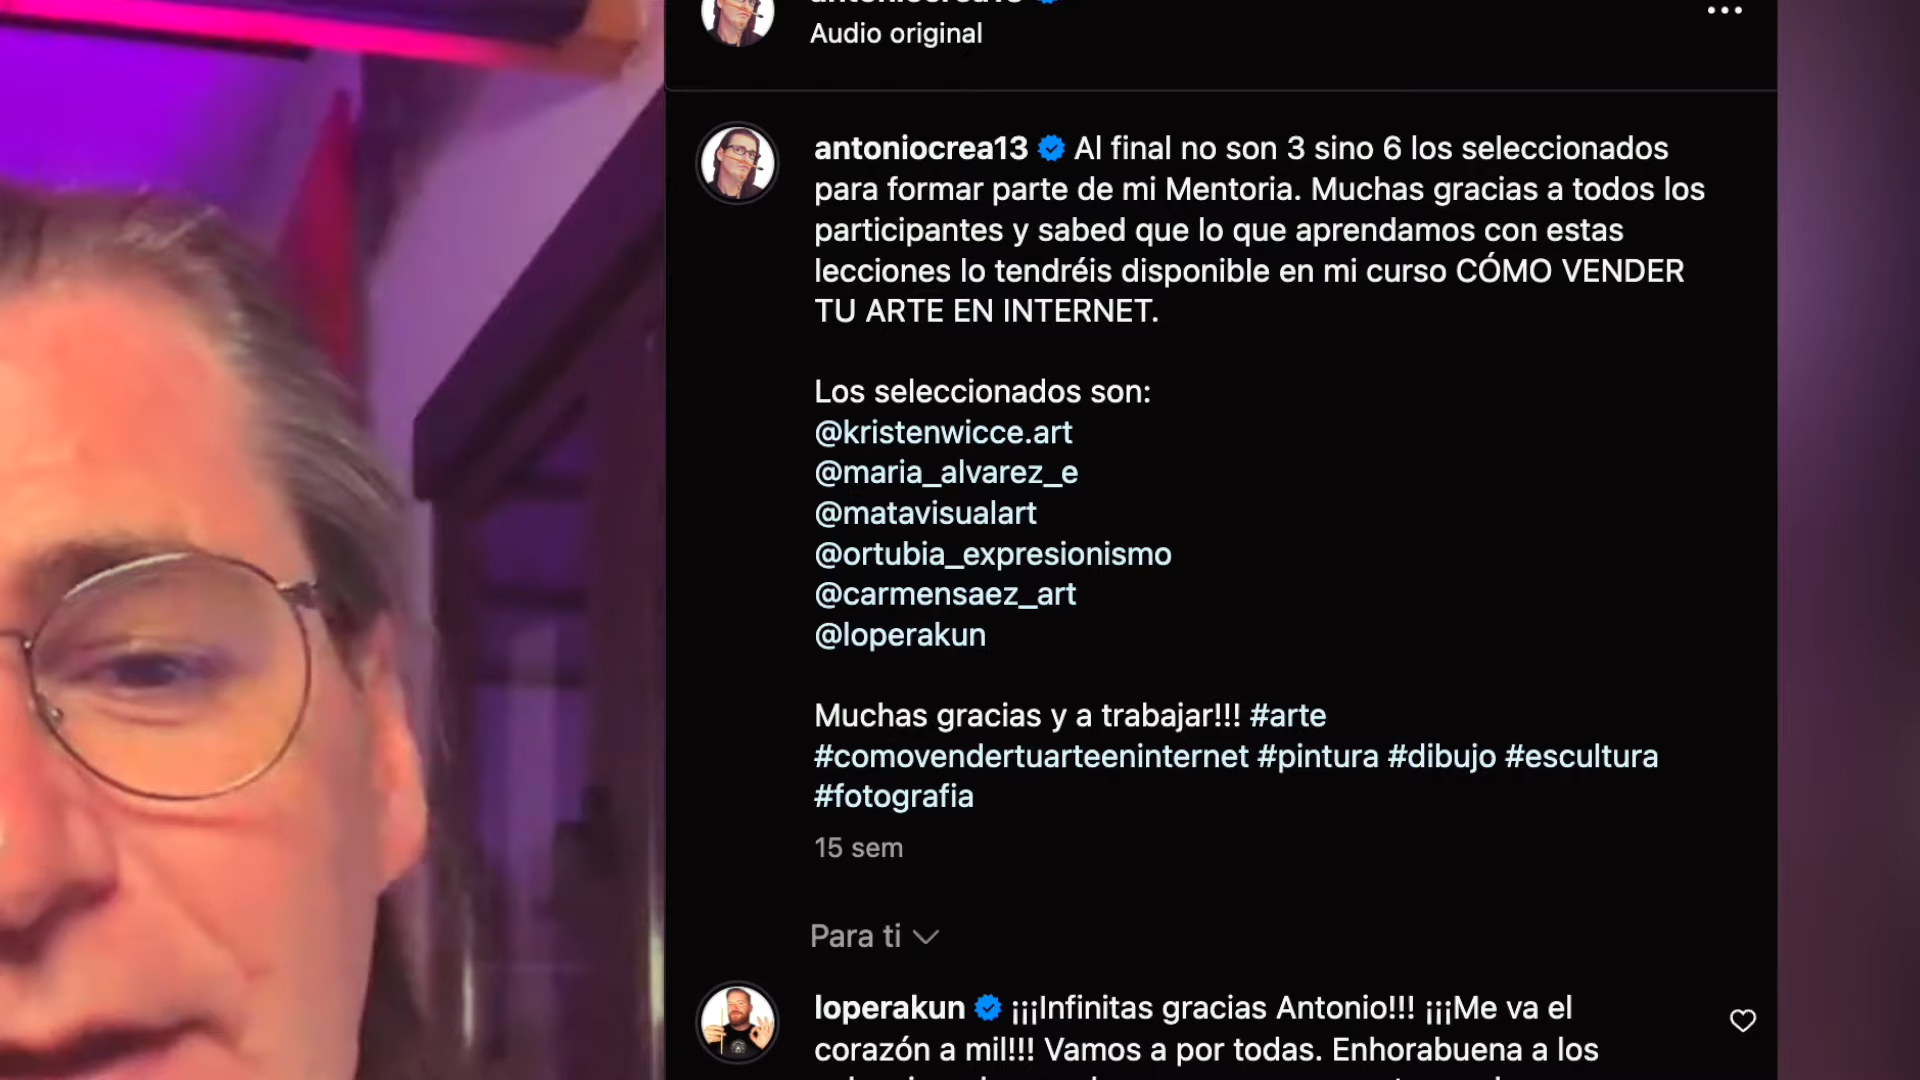 Audio original
antoniocrea13 Al final no son 3 sino 6 los seleccionados
para formar parte de mi Mentoria. Muchas gracias a todos los
participantes y sabed que lo que aprendamos con estas
lecciones lo tendréis disponible en mi curso CÓMO VENDER
TU ARTE EN INTERNET.
Los seleccionados son:
@kristenwicce.art
@maria_alvarez_e
@matavisualart
@ortubia_expresionismo
@carmensaez_art
@loperakun
Muchas gracias y a trabajar!!! #arte
#comovendertuarteeninternet #pintura #dibujo #escultura
#fotografia
15 sem
Para ti
loperakun ¡¡¡Infinitas gracias Antonio!!! ¡¡¡Me va el
corazón a mil!!! Vamos a por todas. Enhorabuena a los